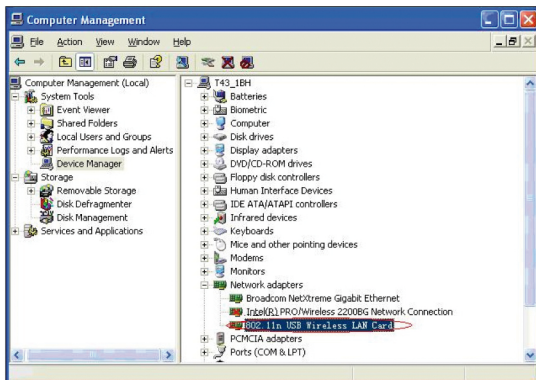 Computer Management
File Action View Window Help
Computer Management (Local)
System Tools
Event Viewer
Shared Folders
Local Users and Groups
Performance Logs and Alerts
Device Manager
Storage
Removable Storage
Disk Defragmenter
Disk Management
Services and Applications
T43_1BH
Batteries
Biometric
Computer
Disk drives
Display adapters
DVD/CD-ROM drives
Floppy disk controllers
Human Interface Devices
IDE ATA/ATAPI controllers
Infrared devices
Keyboards
Mice and other pointing devices
Modems
Monitors
Network adapters
Broadcom NetXtreme Gigabit Ethernet
Intel(R) PRO/Wireless 2200BG Network Connection
802.11n USB Wireless LAN Card
PCMCIA adapters
Ports (COM & LPT)